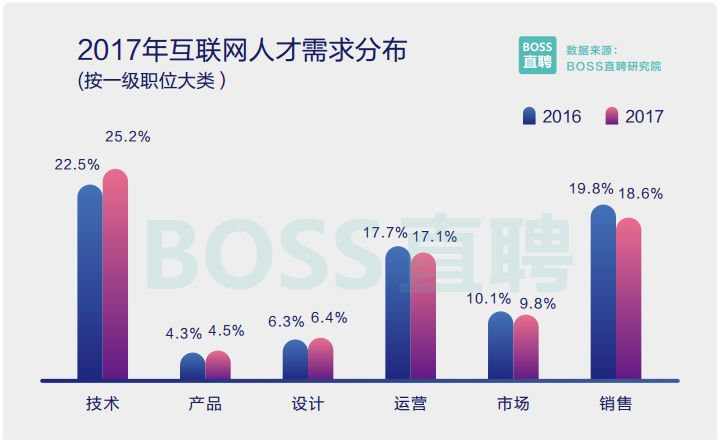 2017年互联网人才需求分布
(按一级职位大类)
BOSS
直聘
数据来源：
BOSS直聘研究院
2016 2017
22.5% 25.2%
4.3% 4.5%
6.3% 6.4%
17.7% 17.1%
10.1% 9.8%
19.8% 18.6%
BOSS直聘
技术 产品 设计 运营 市场 销售